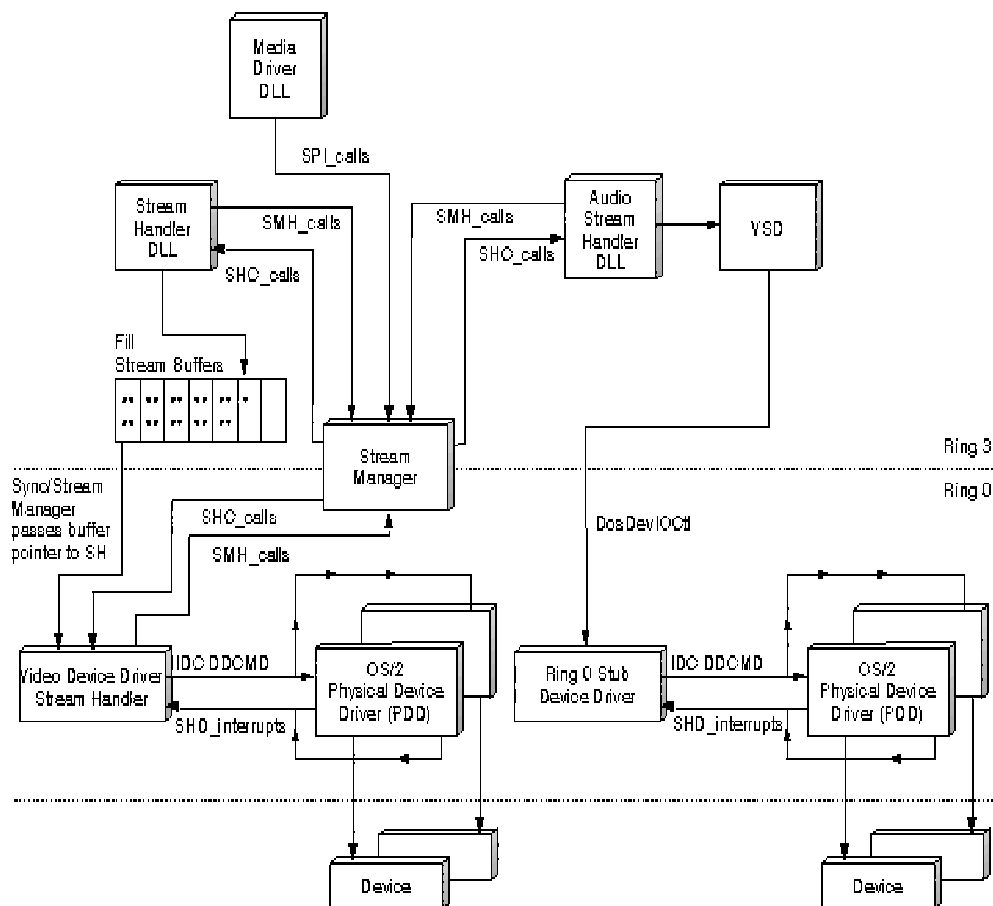 Media
Driver
DLL
SPI_calls
Stream
Handler
DLL
SMH_calls
SHC_calls
SMH_calls
SHC_calls
Audio
Stream
Handler
DLL
VSD
Fill
Stream Buffers
Stream
Manager
Ring 3
Ring 0
Sync/Stream
Manager
passes buffer
pointer to SH
SHC_calls
SMH_calls
DosDevIOCtl
Video Device Driver
Stream Handler
IDC DDCMD
SHD_interrupts
OS/2
Physical Device
Driver (PDD)
Ring 0 Stub
Device Driver
IDC DDCMD
SHD_interrupts
OS/2
Physical Device
Driver (PDD)
Device
Device